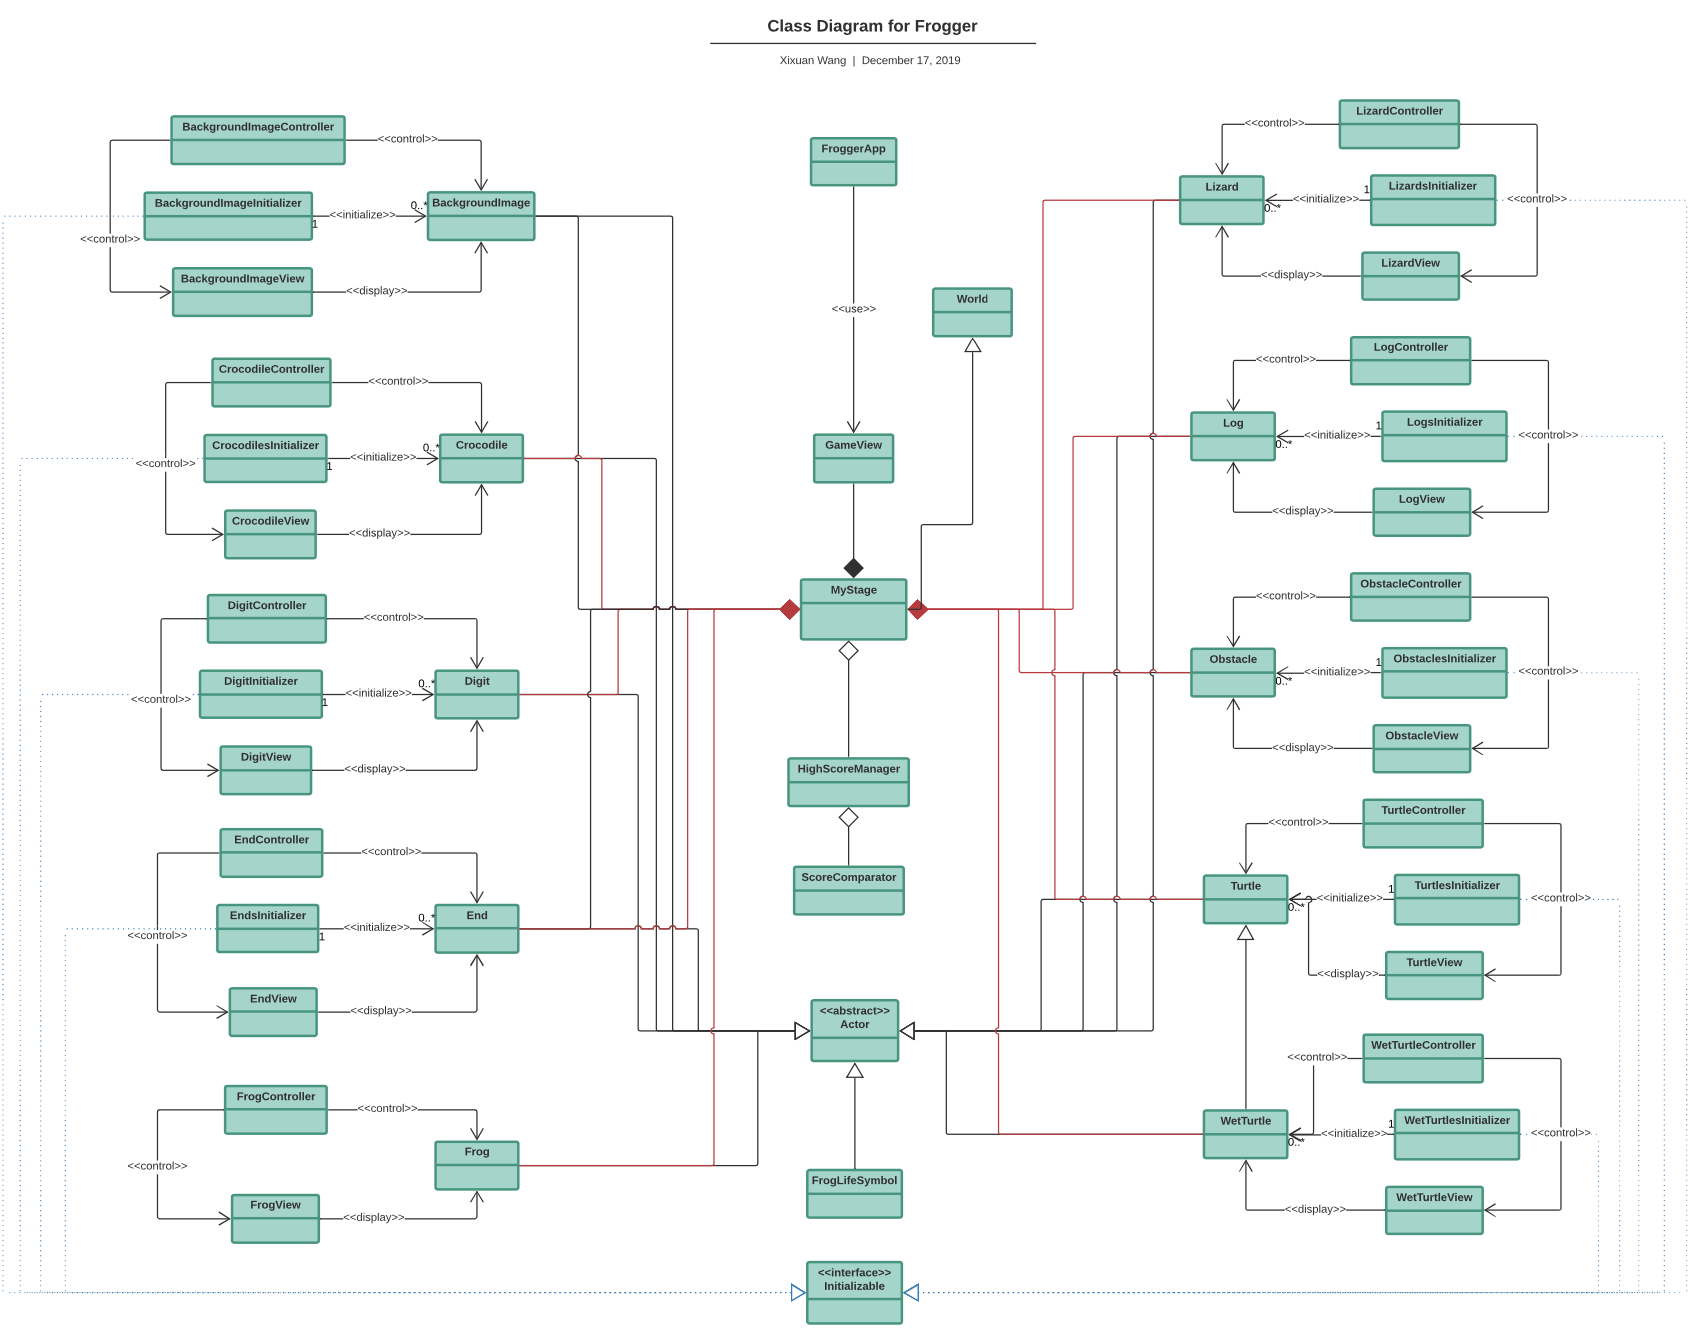 Class Diagram for Frogger
Xixuan Wang | December 17, 2019
BackgroundImageController
<<control>>
BackgroundImageInitializer
1
<<initialize>>
0..*
BackgroundImage
<<control>>
BackgroundImageView
<<display>>
CrocodileController
<<control>>
CrocodilesInitializer
1
<<initialize>>
0..*
Crocodile
<<control>>
CrocodileView
<<display>>
DigitController
<<control>>
DigitInitializer
1
<<initialize>>
0..*
Digit
<<control>>
DigitView
<<display>>
EndController
<<control>>
EndsInitializer
1
<<initialize>>
0..*
End
<<control>>
EndView
<<display>>
FrogController
<<control>>
Frog
<<control>>
FrogView
<<display>>
FroggerApp
<<use>>
World
GameView
MyStage
HighScoreManager
ScoreComparator
<<abstract>>
Actor
FrogLifeSymbol
<<interface>>
Initializable
LizardController
<<control>>
Lizard
0..*
<<initialize>>
1
LizardsInitializer
<<control>>
<<display>>
LizardView
LogController
<<control>>
Log
0..*
<<initialize>>
1
LogsInitializer
<<control>>
<<display>>
LogView
ObstacleController
<<control>>
Obstacle
0..*
<<initialize>>
1
ObstaclesInitializer
<<control>>
<<display>>
ObstacleView
TurtleController
<<control>>
Turtle
0..*
<<initialize>>
1
TurtlesInitializer
<<control>>
<<display>>
TurtleView
WetTurtleController
<<control>>
WetTurtle
0..*
<<initialize>>
1
WetTurtlesInitializer
<<control>>
<<display>>
WetTurtleView